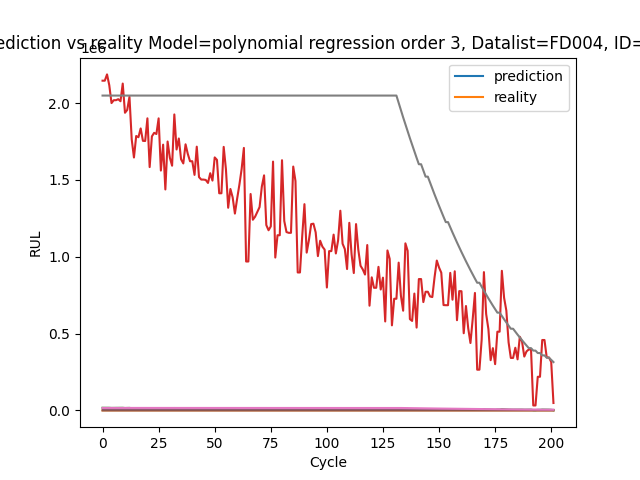 ediction vs reality Model=polynomial regression order 3, Datalist=FD004, ID=
1e6
prediction
reality
2.0
1.5
1.0
0.5
0.0
RUL
0 25 50 75 100 125 150 175 200
Cycle